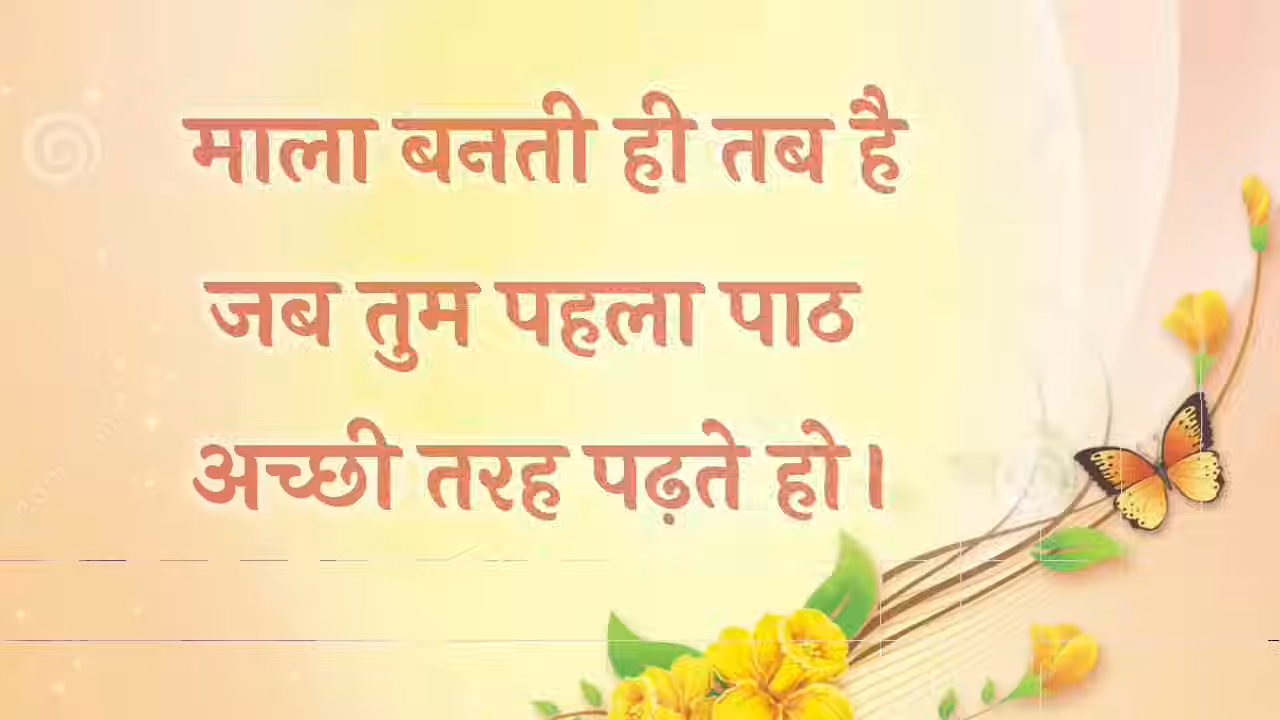 माला बनती ही तब है
जब तुम पहला पाठ
अच्छी तरह पढ़ते हो।